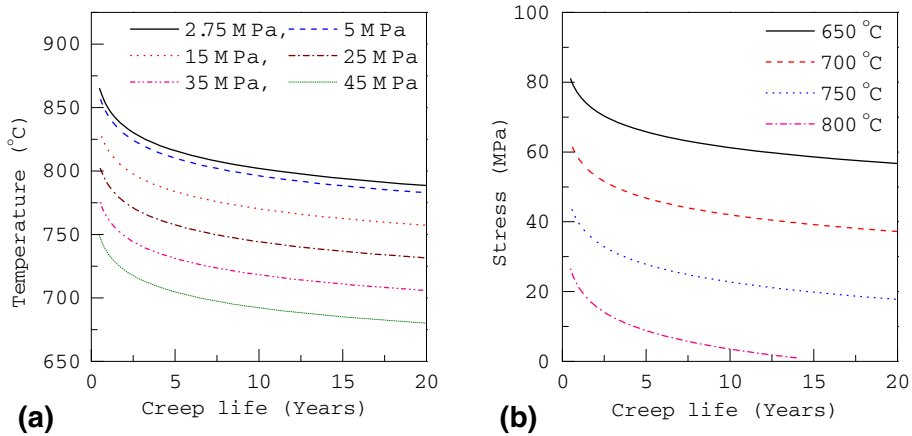 2.75 MPa, 5 MPa
15 MPa, 25 MPa
35 MPa, 45 MPa
Temperature (°C)
900
850
800
750
700
650
0 5 10 15 20
Creep life (Years)
(a)
650 °C
700 °C
750 °C
800 °C
Stress (MPa)
100
80
60
40
20
0
0 5 10 15 20
Creep life (Years)
(b)